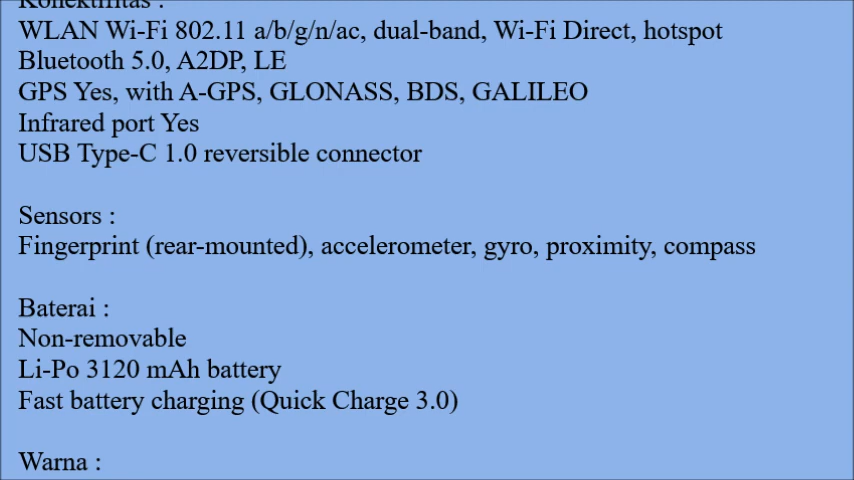 Konektifitas :
WLAN Wi-Fi 802.11 a/b/g/n/ac, dual-band, Wi-Fi Direct, hotspot
Bluetooth 5.0, A2DP, LE
GPS Yes, with A-GPS, GLONASS, BDS, GALILEO
Infrared port Yes
USB Type-C 1.0 reversible connector
Sensors :
Fingerprint (rear-mounted), accelerometer, gyro, proximity, compass
Baterai :
Non-removable
Li-Po 3120 mAh battery
Fast battery charging (Quick Charge 3.0)
Warna :